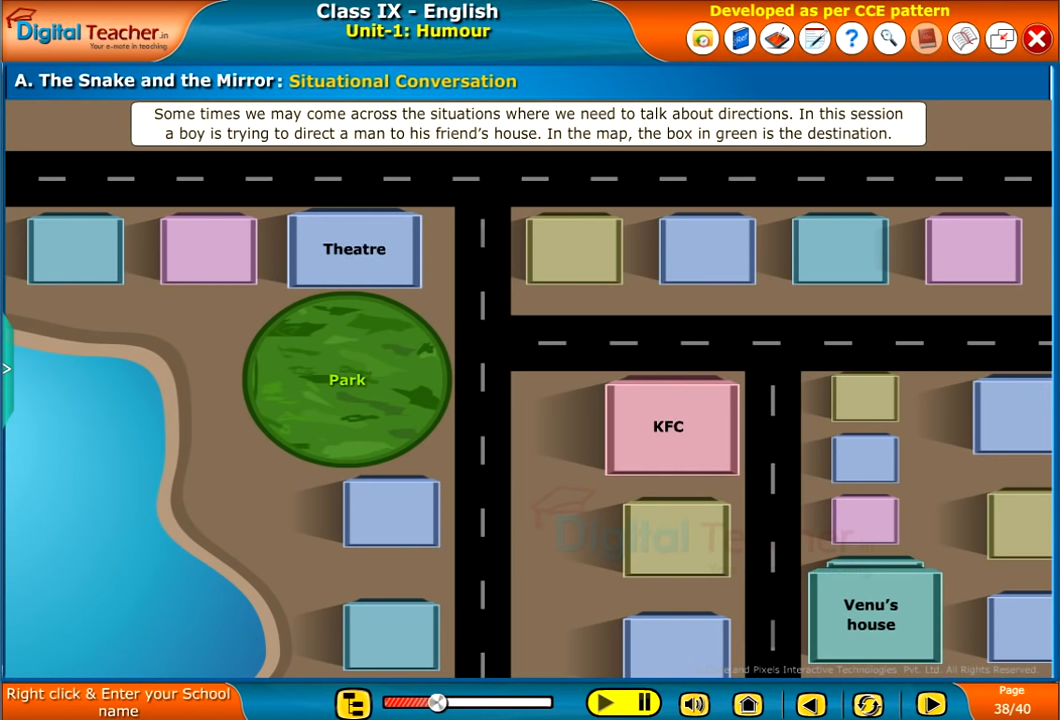 Digital Teacher.in
Your e-mate in teaching
Class IX - English
Unit-1: Humour
Developed as per CCE pattern
A. The Snake and the Mirror : Situational Conversation
Some times we may come across the situations where we need to talk about directions. In this session
a boy is trying to direct a man to his friend's house. In the map, the box in green is the destination.
Theatre
Park
KFC
Digital Teacher
Venu's
house
and Pixels Interactive Technologies Pvt. Ltd. All Rights Reserved.
Right click & Enter your School
name
Page
38/40